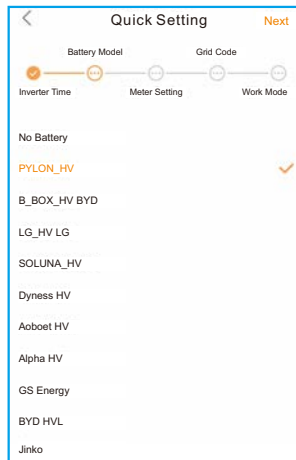 Quick Setting Next
Battery Model Grid Code
Inverter Time Meter Setting Work Mode
No Battery
PYLON_HV
B_BOX_HV BYD
LG_HV LG
SOLUNA_HV
Dyness HV
Aoboet HV
Alpha HV
GS Energy
BYD HVL
Jinko